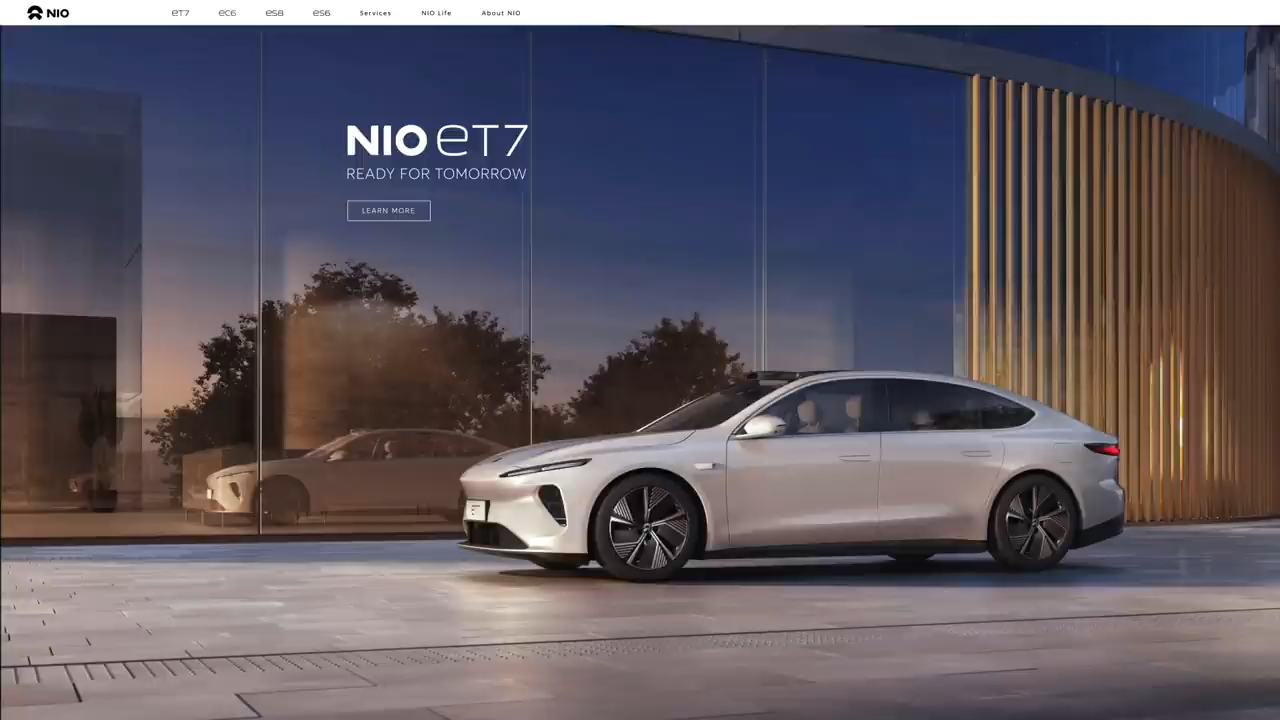 NIO
ET7
EC6
ES8
ES6
Services
NIO Life
About NIO
NIO ET7
READY FOR TOMORROW
LEARN MORE